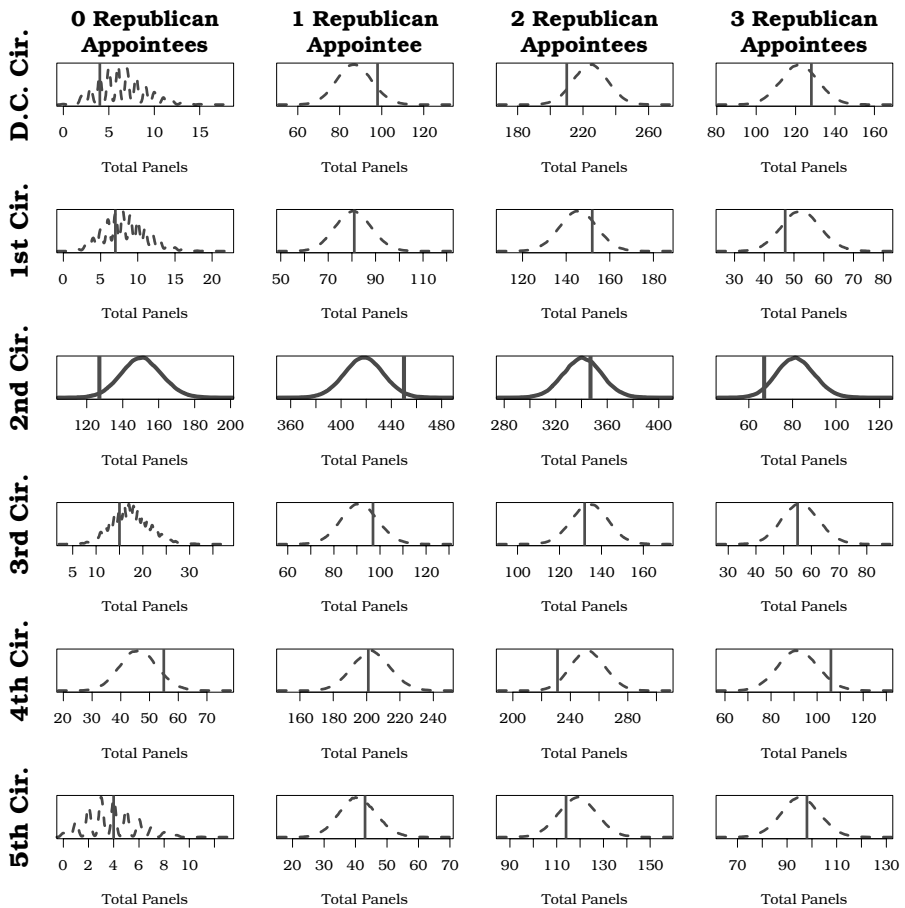 0 Republican Appointees
1 Republican Appointee
2 Republican Appointees
3 Republican Appointees
D.C. Cir.
0 5 10 15
60 80 100 120
180 210 260
80 100 120 140 160
Total Panels Total Panels Total Panels Total Panels
1st Cir.
0 5 10 15 20
50 70 90 110
120 140 160 180
30 40 50 60 70 80
Total Panels Total Panels Total Panels Total Panels
2nd Cir.
120 140 160 180 200
360 400 440 480
280 320 360 400
60 80 100 120
Total Panels Total Panels Total Panels Total Panels
3rd Cir.
5 10 20 30
60 80 100 120
100 120 140 160
30 40 50 60 70 80
Total Panels Total Panels Total Panels Total Panels
4th Cir.
20 30 40 50 60 70
160 180 200 220 240
200 240 280
60 80 100 120
Total Panels Total Panels Total Panels Total Panels
5th Cir.
0 2 4 6 8 10
20 30 40 50 60 70
90 110 130 150
70 90 110 130
Total Panels Total Panels Total Panels Total Panels